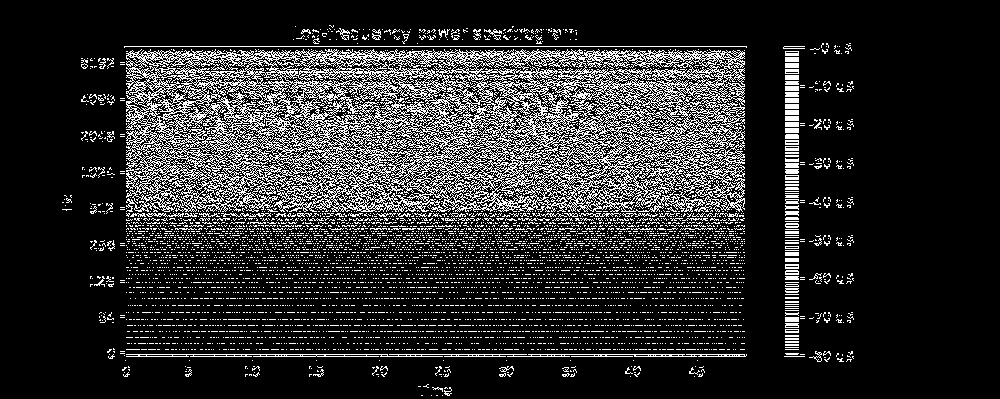 Log-frequency power spectrogram
8192
4096
2048
1024
512
256
128
64
0
Hz
0
5
10
15
20
25
30
35
40
45
Time
-10 dB
-20 dB
-30 dB
-40 dB
-50 dB
-60 dB
-70 dB
-80 dB